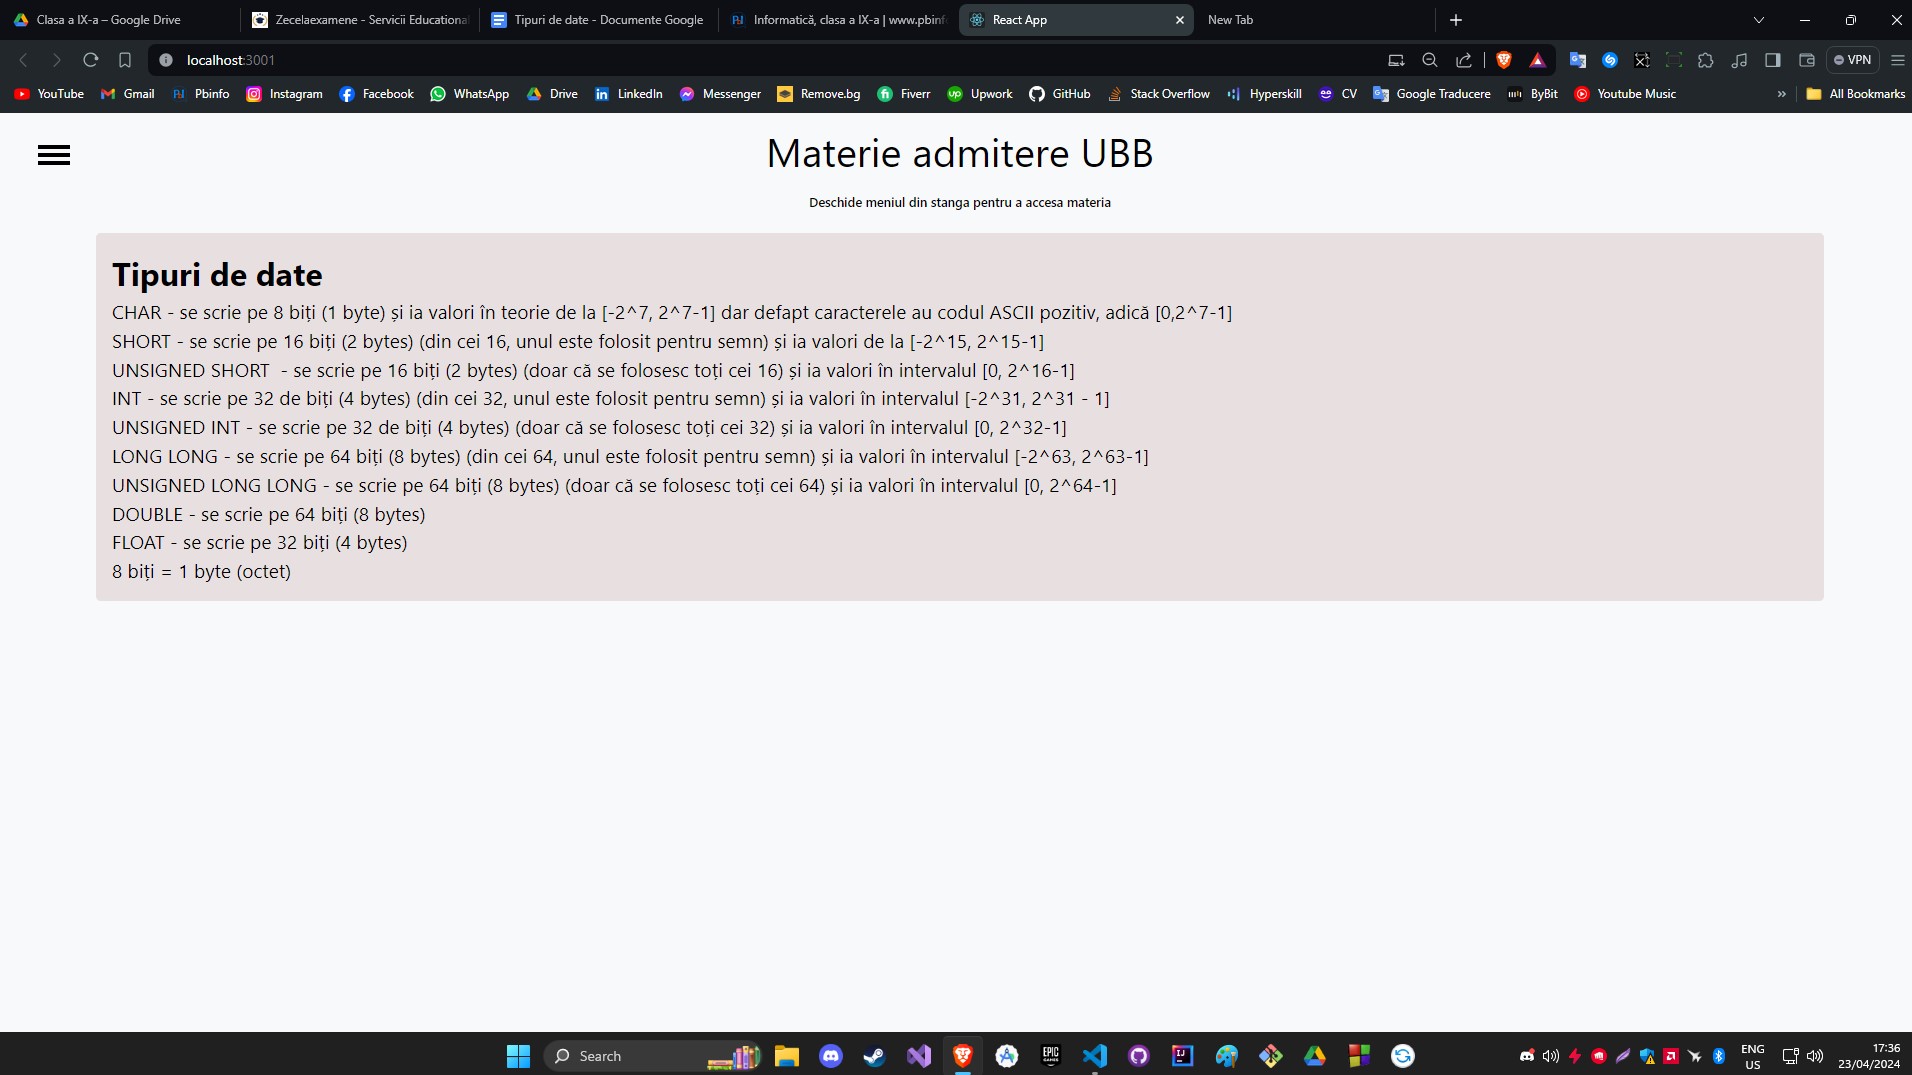 Clasa a IX-a – Google Drive
Zecelaexamene - Servicii Educationa
Tipuri de date - Documente Google
Informatică, clasa a IX-a | www.pbinfo
React App
New Tab
localhost:3001
VPN
YouTube
Gmail
Pbinfo
Instagram
Facebook
WhatsApp
Drive
LinkedIn
Messenger
Remove.bg
Fiverr
Upwork
GitHub
Stack Overflow
Hyperskill
CV
Google Traducere
ByBit
Youtube Music
All Bookmarks
Materie admitere UBB
Deschide meniul din stanga pentru a accesa materia
Tipuri de date
CHAR - se scrie pe 8 biți (1 byte) și ia valori în teorie de la [-2^7, 2^7-1] dar defapt caracterele au codul ASCII pozitiv, adică [0,2^7-1]
SHORT - se scrie pe 16 biți (2 bytes) (din cei 16, unul este folosit pentru semn) și ia valori de la [-2^15, 2^15-1]
UNSIGNED SHORT  - se scrie pe 16 biți (2 bytes) (doar că se folosesc toți cei 16) și ia valori în intervalul [0, 2^16-1]
INT - se scrie pe 32 de biți (4 bytes) (din cei 32, unul este folosit pentru semn) și ia valori în intervalul [-2^31, 2^31 - 1]
UNSIGNED INT - se scrie pe 32 de biți (4 bytes) (doar că se folosesc toți cei 32) și ia valori în intervalul [0, 2^32-1]
LONG LONG - se scrie pe 64 biți (8 bytes) (din cei 64, unul este folosit pentru semn) și ia valori în intervalul [-2^63, 2^63-1]
UNSIGNED LONG LONG - se scrie pe 64 biți (8 bytes) (doar că se folosesc toți cei 64) și ia valori în intervalul [0, 2^64-1]
DOUBLE - se scrie pe 64 biți (8 bytes)
FLOAT - se scrie pe 32 biți (4 bytes)
8 biți = 1 byte (octet)
Search
EPIC
GAMES
ENG
US
17:36
23/04/2024